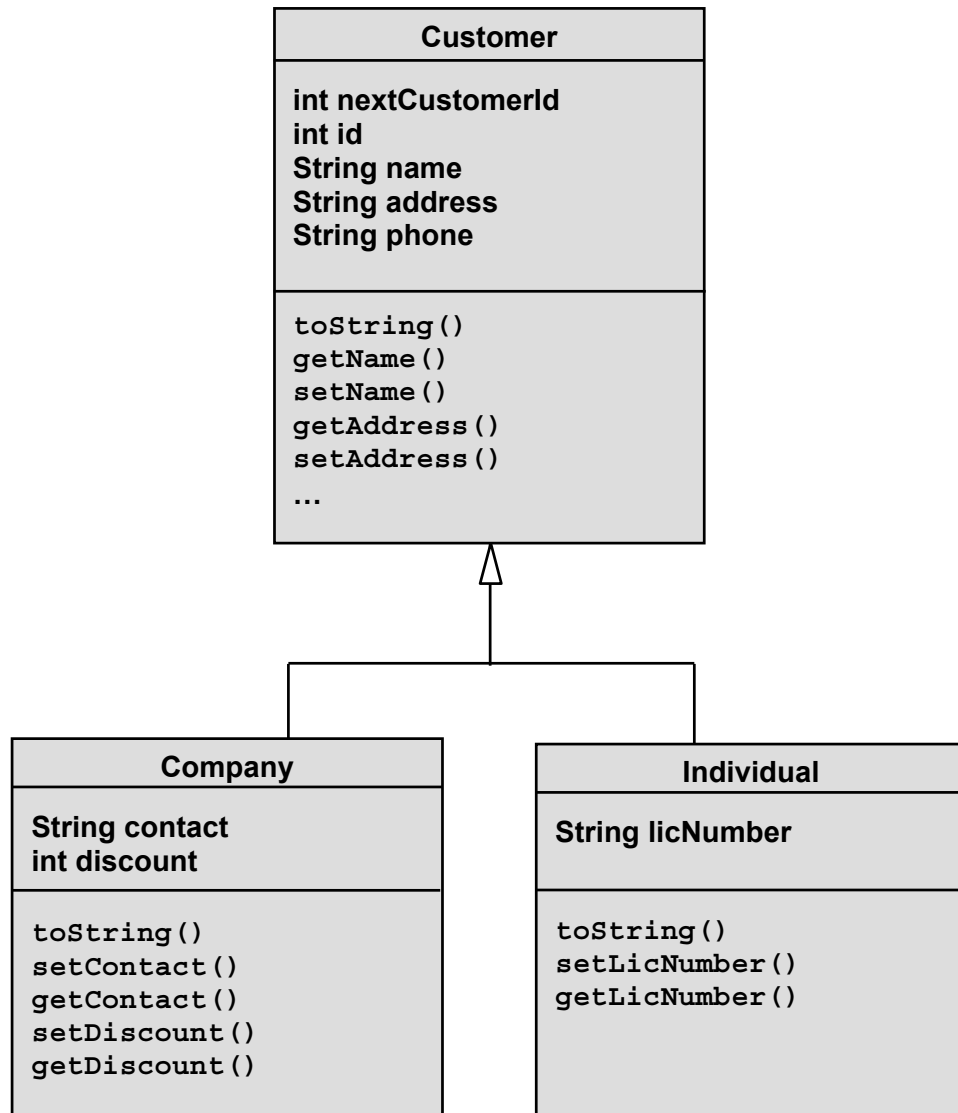 Customer
int nextCustomerId
int id
String name
String address
String phone
toString()
getName()
setName()
getAddress()
setAddress()
…
Company
String contact
int discount
toString()
setContact()
getContact()
setDiscount()
getDiscount()
Individual
String licNumber
toString()
setLicNumber()
getLicNumber()